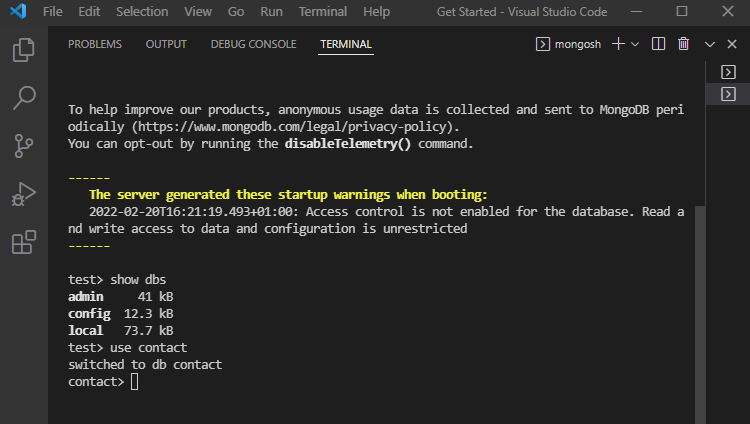 File Edit Selection View Go Run Terminal Help Get Started - Visual Studio Code
PROBLEMS OUTPUT DEBUG CONSOLE TERMINAL mongosh
To help improve our products, anonymous usage data is collected and sent to MongoDB peri
odically (https://www.mongodb.com/legal/privacy-policy).
You can opt-out by running the disableTelemetry() command.
------
The server generated these startup warnings when booting:
2022-02-20T16:21:19.493+01:00: Access control is not enabled for the database. Read a
nd write access to data and configuration is unrestricted
------
test> show dbs
admin 41 kB
config 12.3 kB
local 73.7 kB
test> use contact
switched to db contact
contact>